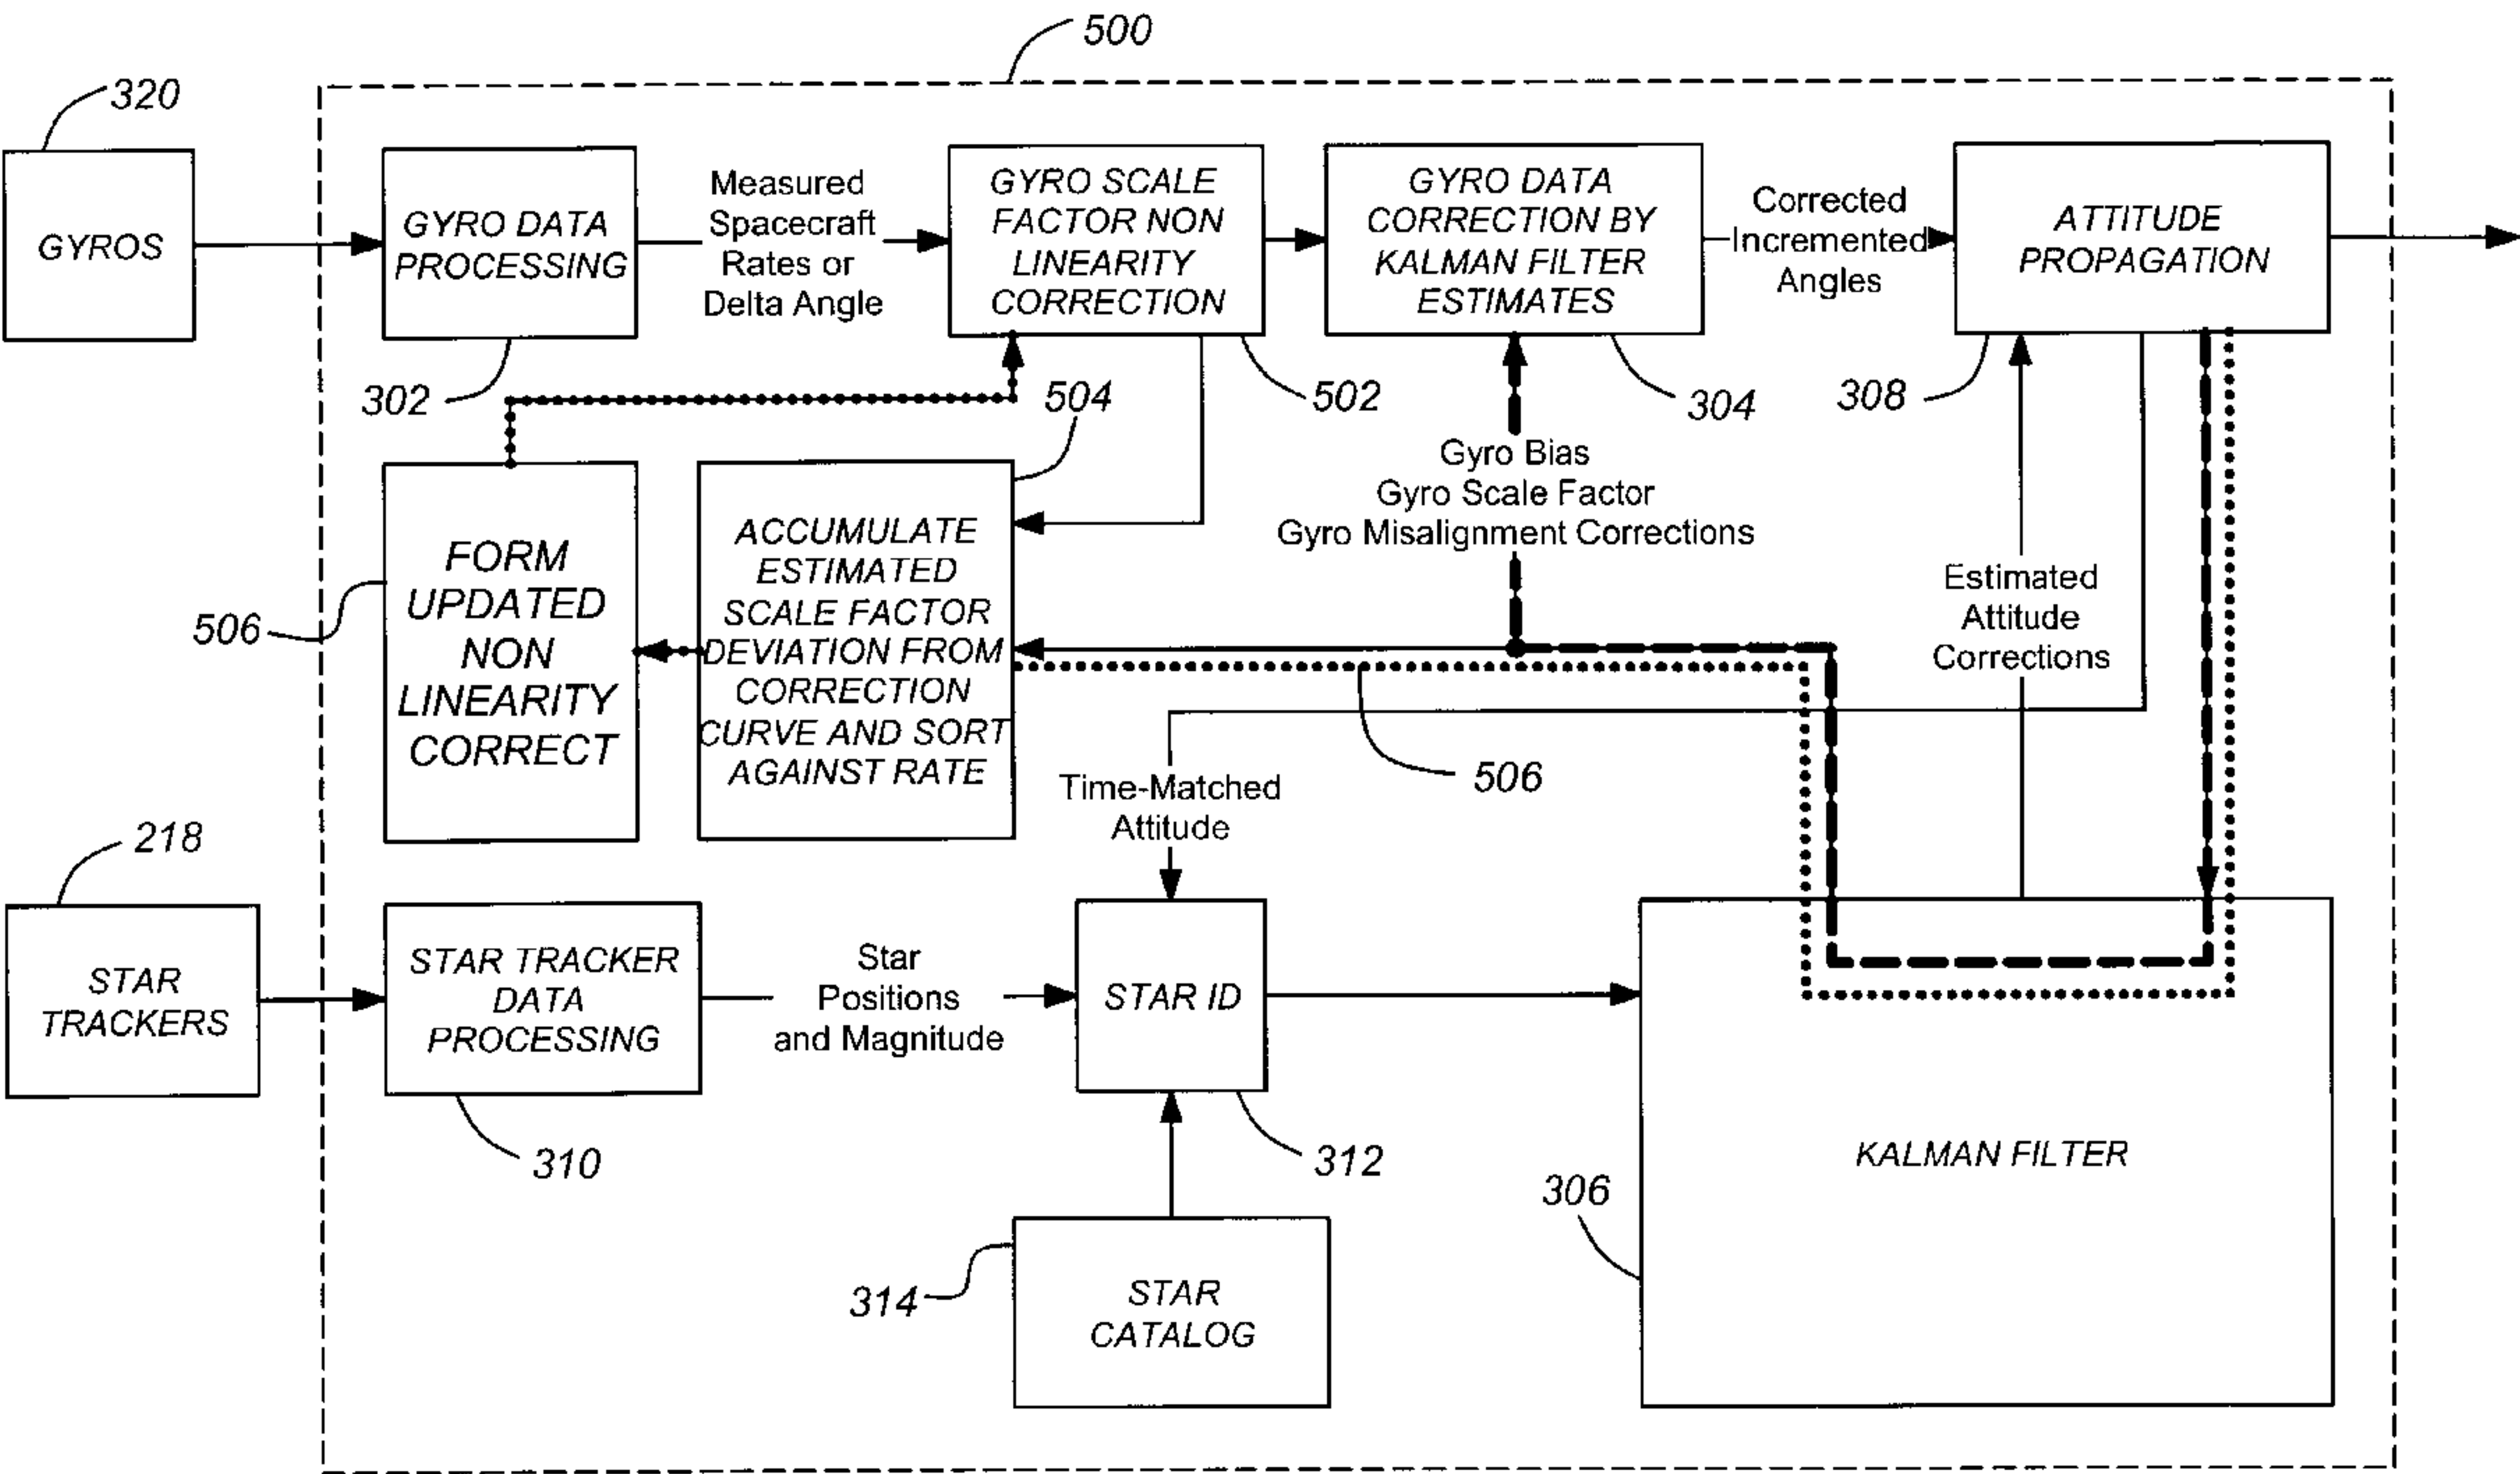 500
320
GYROS
GYRO DATA
PROCESSING
302
Measured
Spacecraft
Rates or
Delta Angle
GYRO SCALE
FACTOR NON
LINEARITY
CORRECTION
502
GYRO DATA
CORRECTION BY
KALMAN FILTER
ESTIMATES
304
Corrected
Incremented
Angles
ATTITUDE
PROPAGATION
308
504
Gyro Bias
Gyro Scale Factor
Gyro Misalignment Corrections
FORM
UPDATED
NON
LINEARITY
CORRECT
506
ACCUMULATE
ESTIMATED
SCALE FACTOR
DEVIATION FROM
CORRECTION
CURVE AND SORT
AGAINST RATE
506
Estimated
Attitude
Corrections
Time-Matched
Attitude
218
STAR
TRACKERS
STAR TRACKER
DATA
PROCESSING
310
Star
Positions
and Magnitude
STAR ID
312
KALMAN FILTER
306
314
STAR
CATALOG